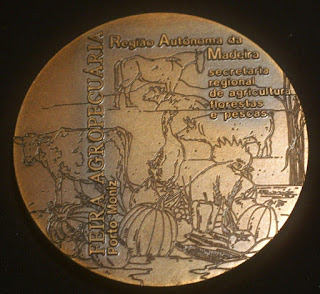 Região Autónoma da
Madeira
secretaria
regional
de agricultura
florestas
e pescas
FEIRA AGROPECUÁRIA
Porto Moniz